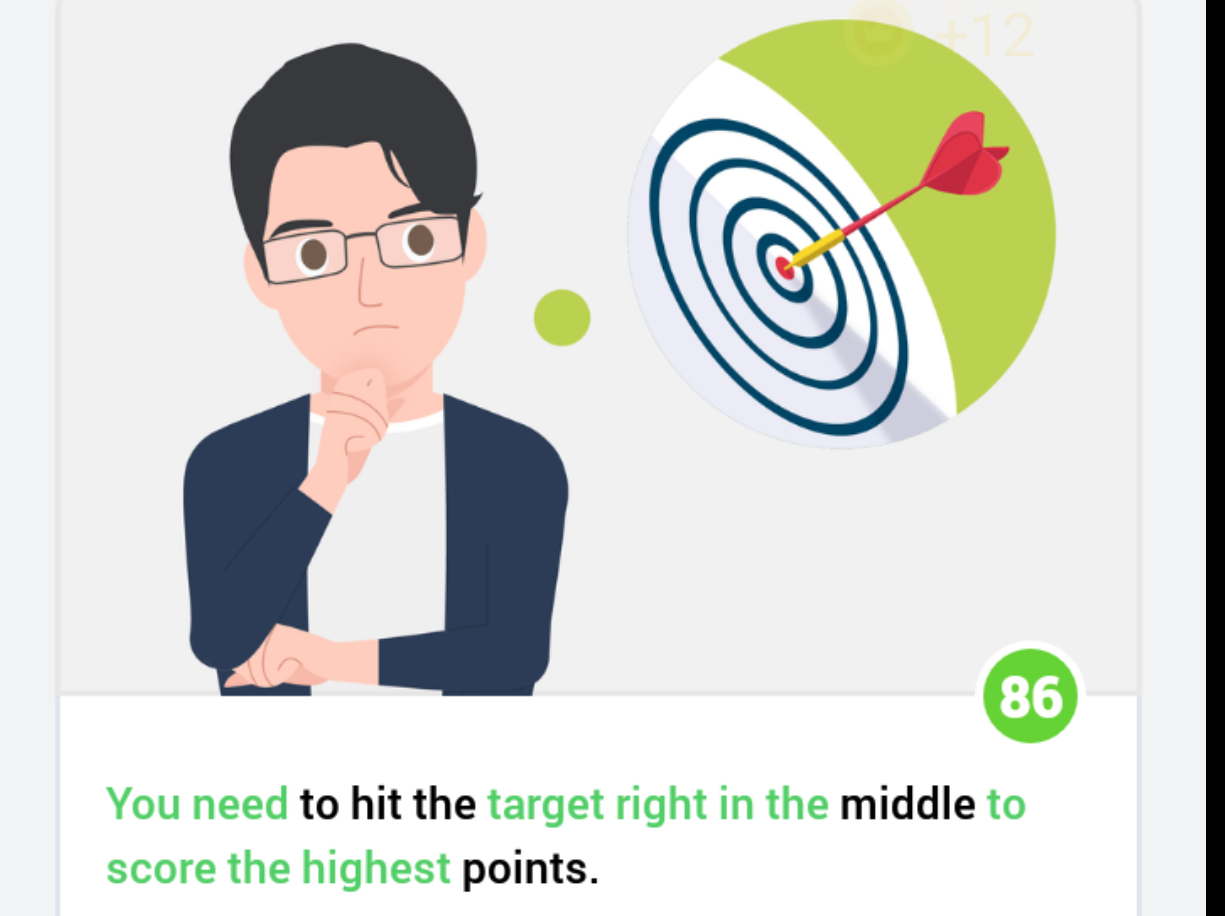 +12
86
You need to hit the target right in the middle to
score the highest points.